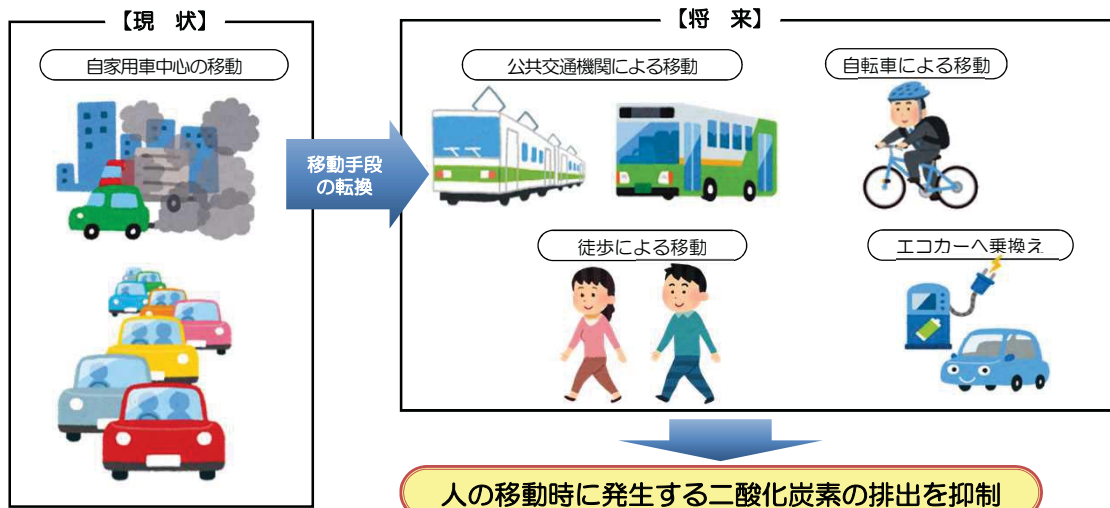 【現　状】
自家用車中心の移動
移動手段
の転換
【将　来】
公共交通機関による移動
自転車による移動
徒歩による移動
エコカーへ乗換え
人の移動時に発生する二酸化炭素の排出を抑制